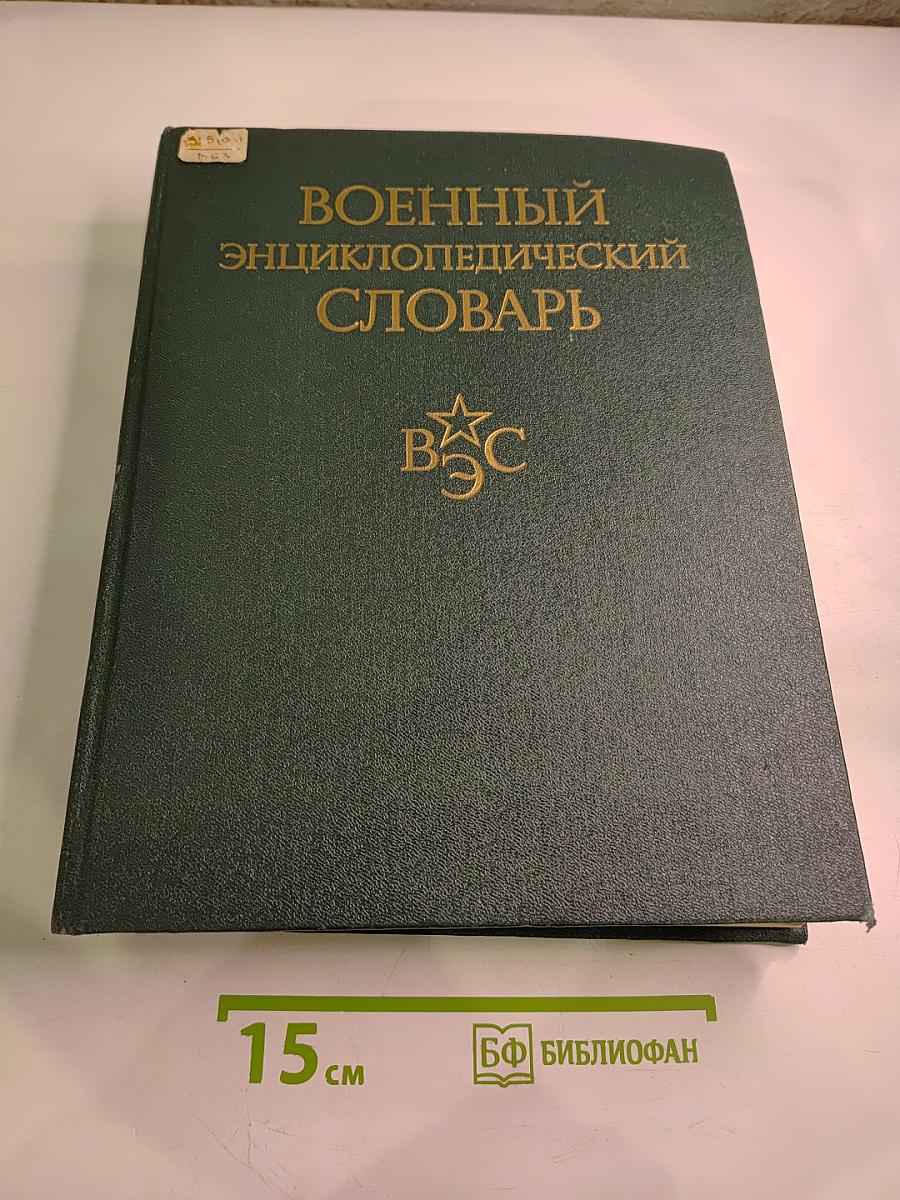 ВОЕННЫЙ
ЭНЦИКЛОПЕДИЧЕСКИЙ
СЛОВАРЬ
ВЭС
15 см
БФ БИБЛИОФАН